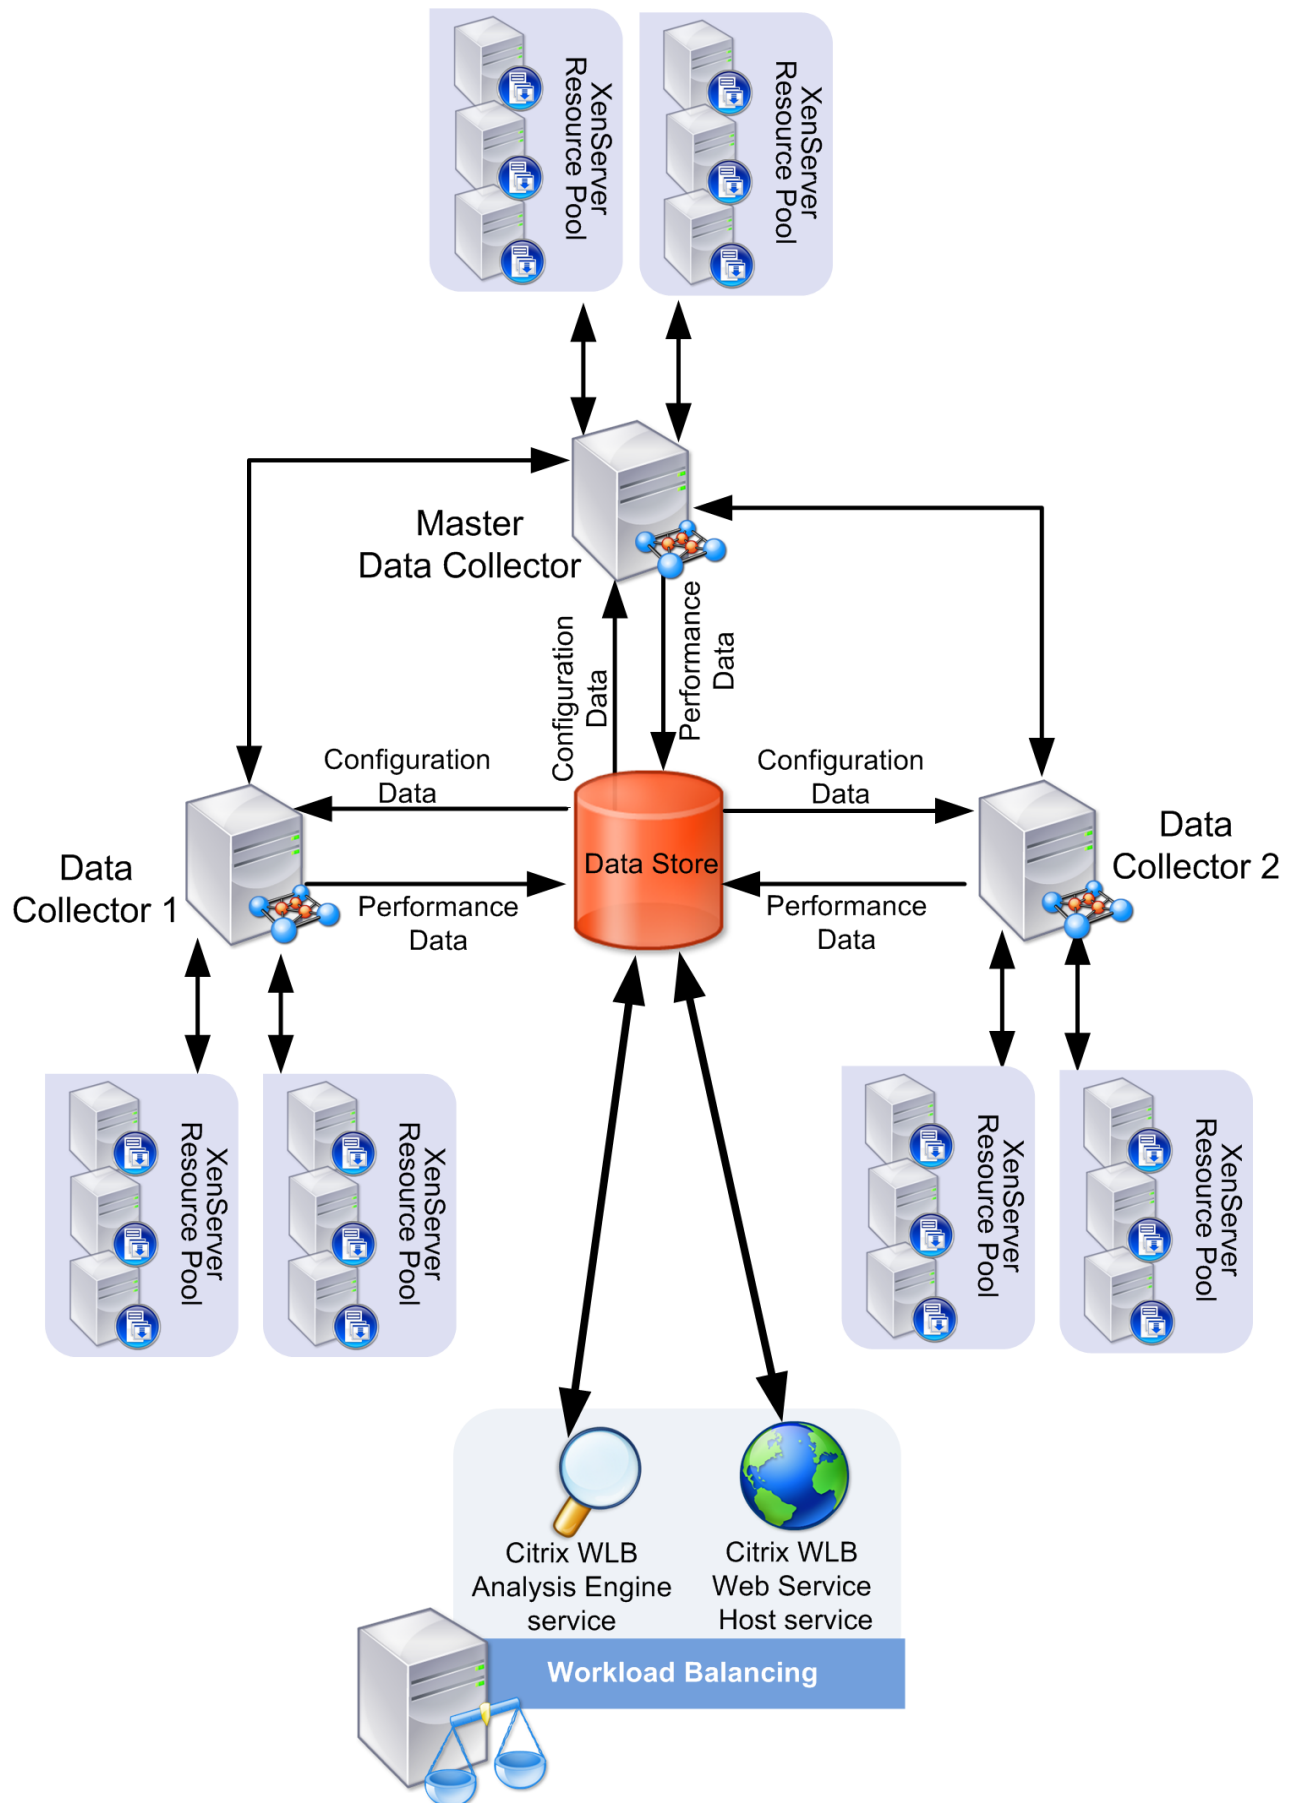 XenServer
Resource Pool
XenServer
Resource Pool
Master
Data Collector
Configuration
Data
Performance
Data
Configuration
Data
Configuration
Data
Data
Collector 1
Data Store
Data
Collector 2
Performance
Data
Performance
Data
XenServer
Resource Pool
XenServer
Resource Pool
XenServer
Resource Pool
XenServer
Resource Pool
Citrix WLB
Analysis Engine
service
Citrix WLB
Web Service
Host service
Workload Balancing